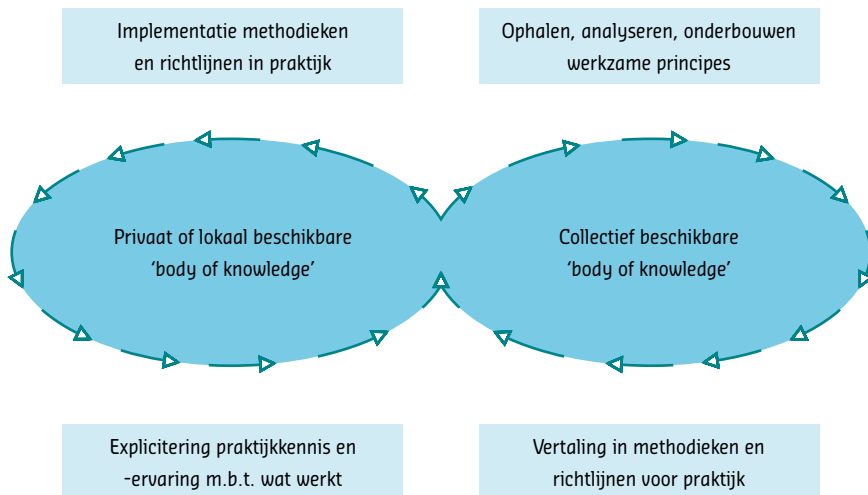 Implementatie methodieken
en richtlijnen in praktijk
Ophalen, analyseren, onderbouwen
werkzame principes
Privaat of lokaal beschikbare
‘body of knowledge’
Collectief beschikbare
‘body of knowledge’
Explicitering praktijkkennis en
-ervaring m.b.t. wat werkt
Vertaling in methodieken en
richtlijnen voor praktijk